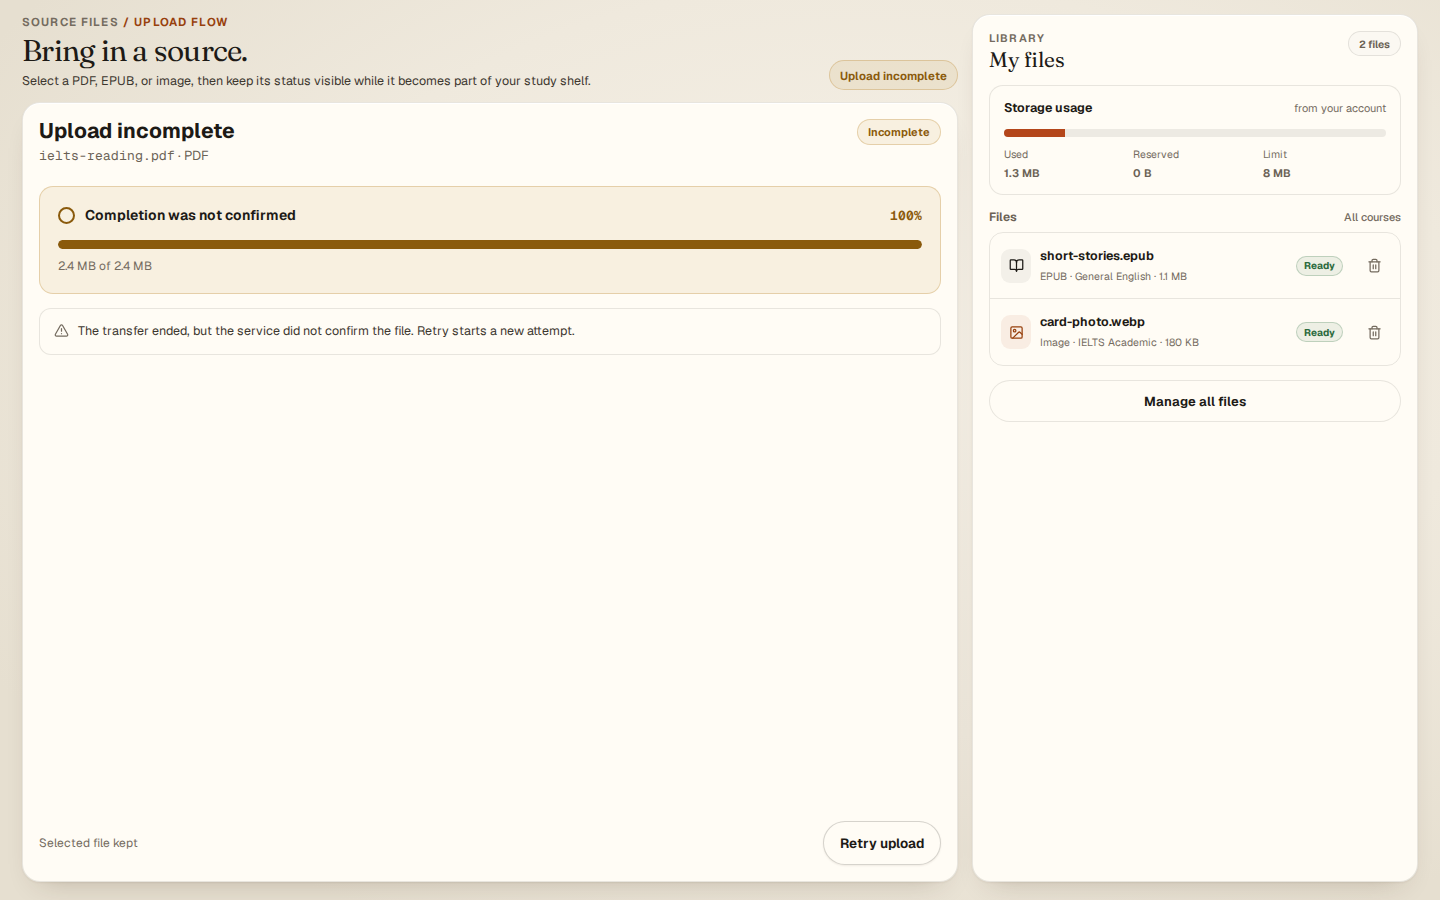 SOURCE FILES / UPLOAD FLOW
Bring in a source.
Select a PDF, EPUB, or image, then keep its status visible while it becomes part of your study shelf.
Upload incomplete
Upload incomplete
ielts-reading.pdf · PDF
Incomplete
Completion was not confirmed
100%
2.4 MB of 2.4 MB
The transfer ended, but the service did not confirm the file. Retry starts a new attempt.
Selected file kept
Retry upload
LIBRARY
My files
2 files
Storage usage
from your account
Used
Reserved
Limit
1.3 MB
0 B
8 MB
Files
All courses
short-stories.epub
EPUB · General English · 1.1 MB
Ready
card-photo.webp
Image · IELTS Academic · 180 KB
Ready
Manage all files